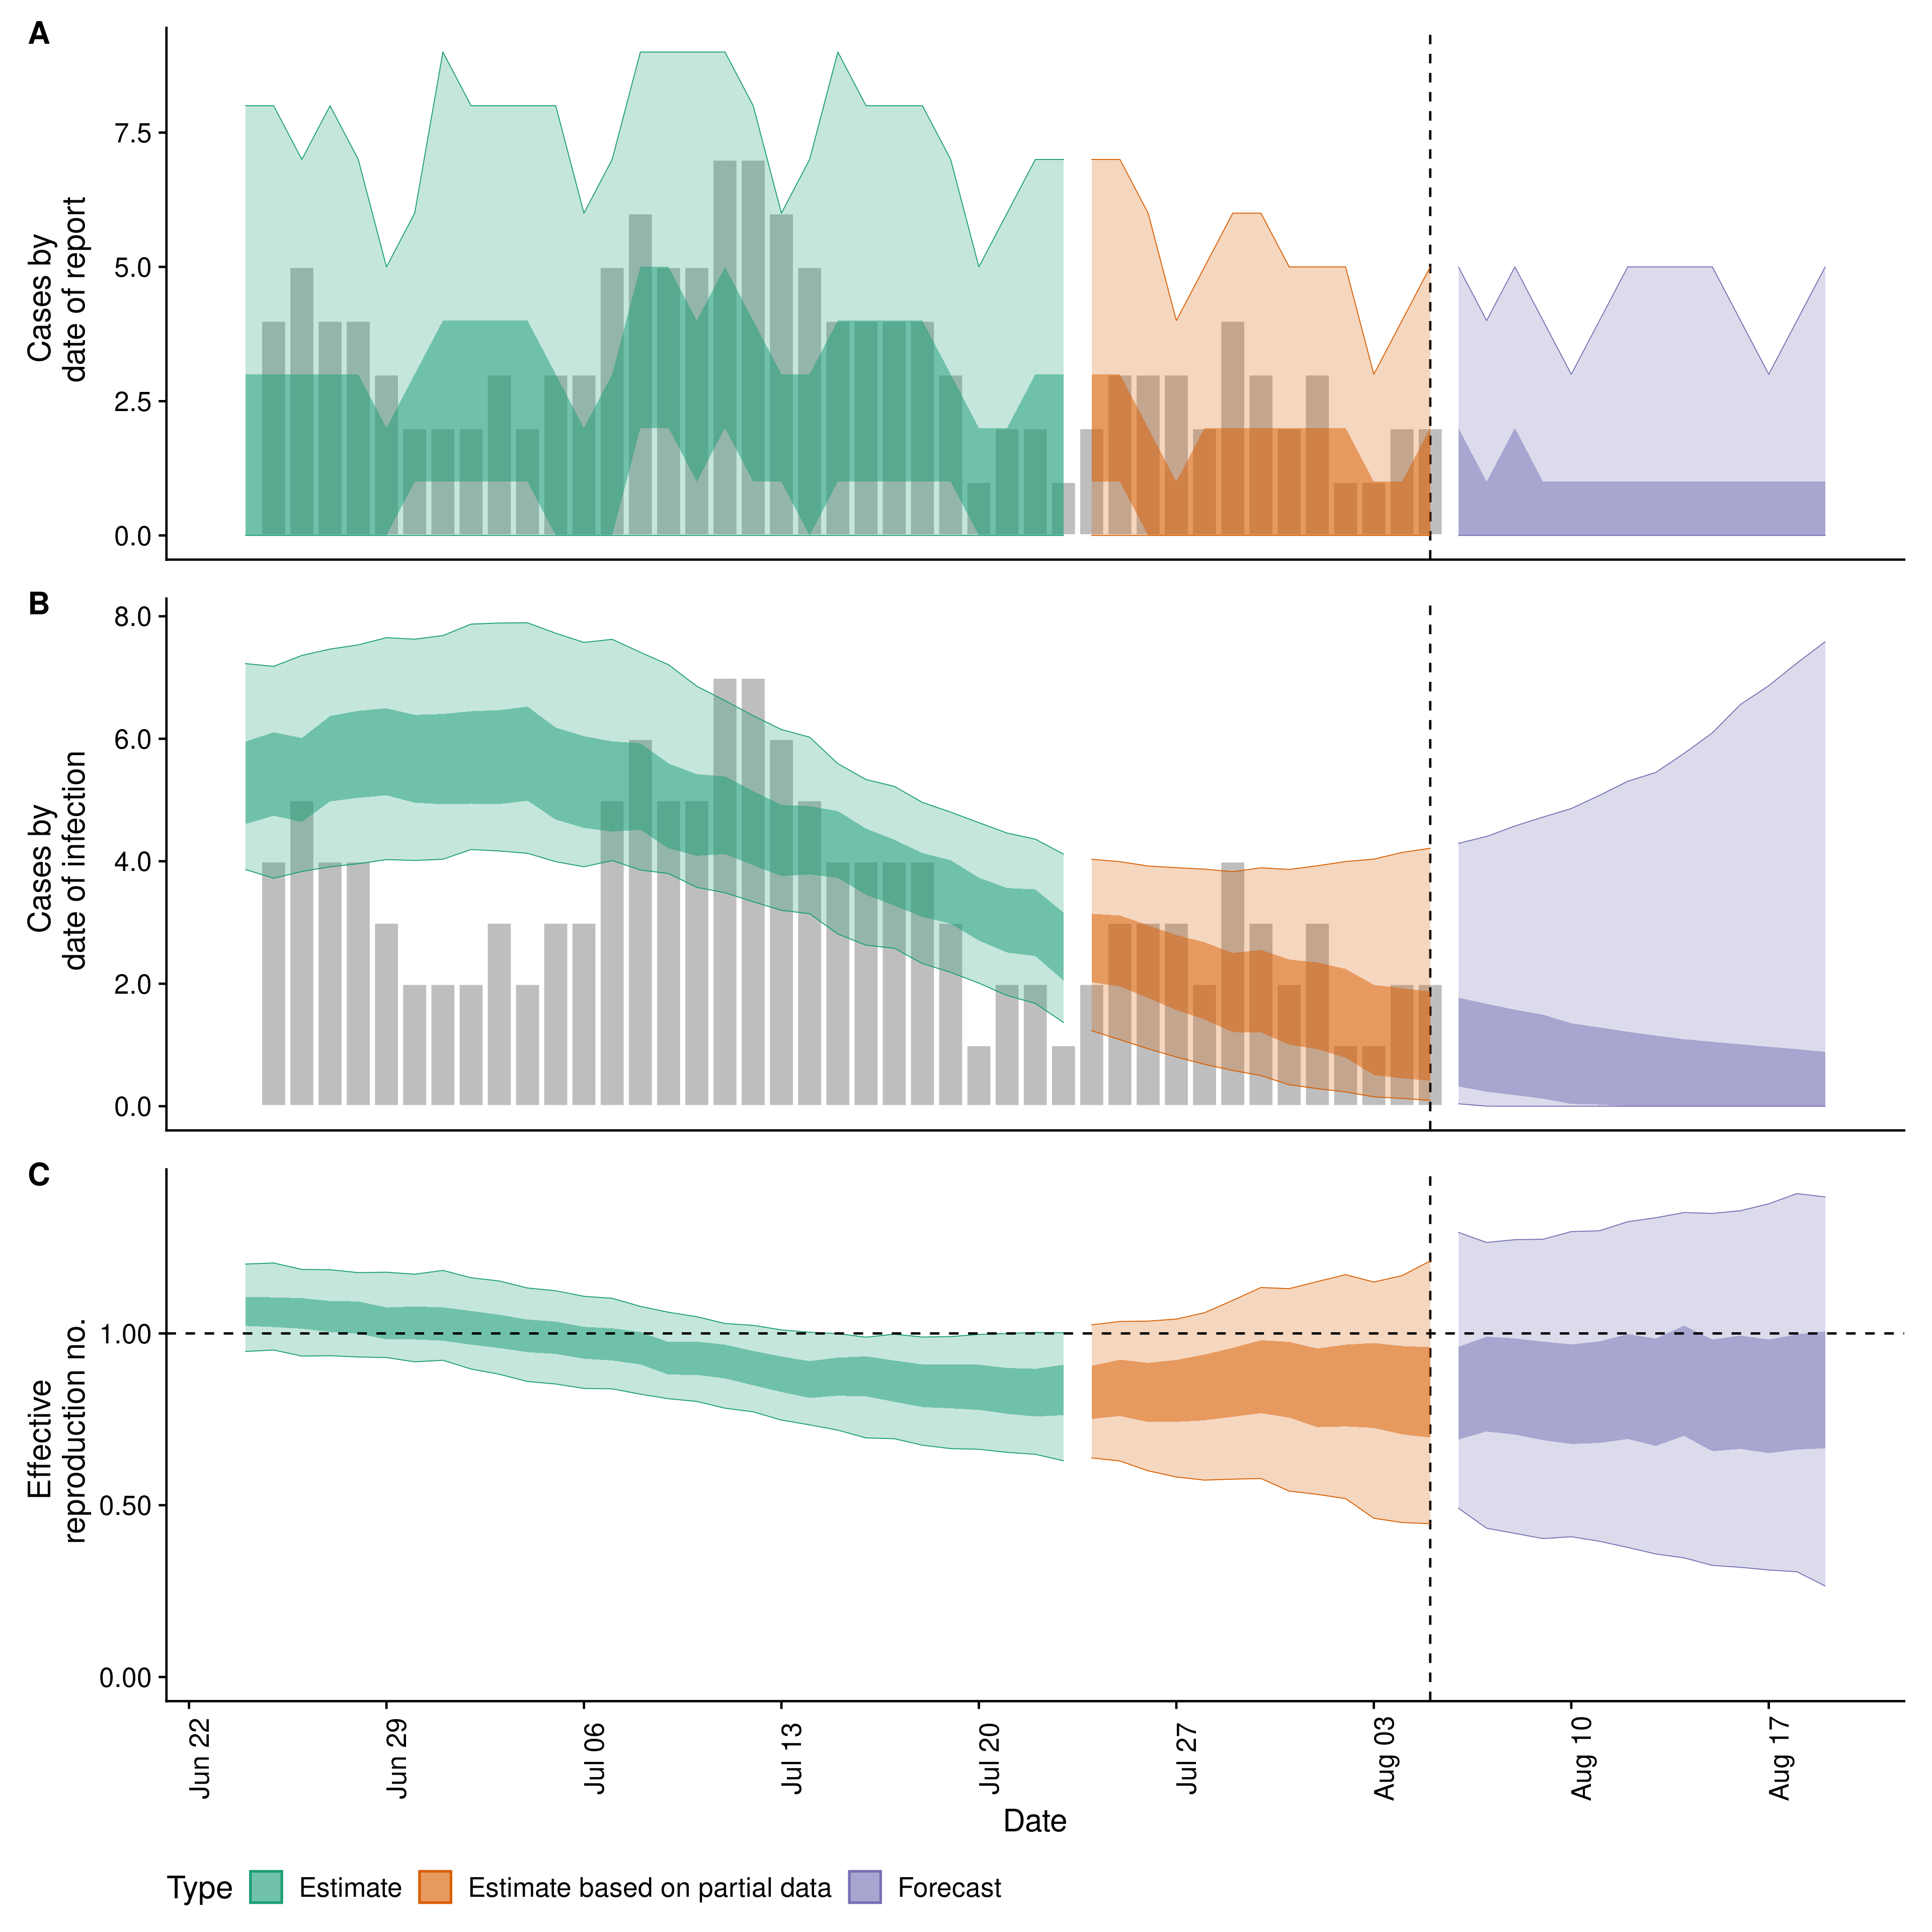 A
Cases by
date of report
7.5
5.0
2.5
0.0
B
Cases by
date of infection
8.0
6.0
4.0
2.0
0.0
C
Effective
reproduction no.
1.00
0.50
0.00
Jun 22
Jun 29
Jul 06
Jul 13
Jul 20
Jul 27
Aug 03
Aug 10
Aug 17
Date
Type Estimate Estimate based on partial data Forecast